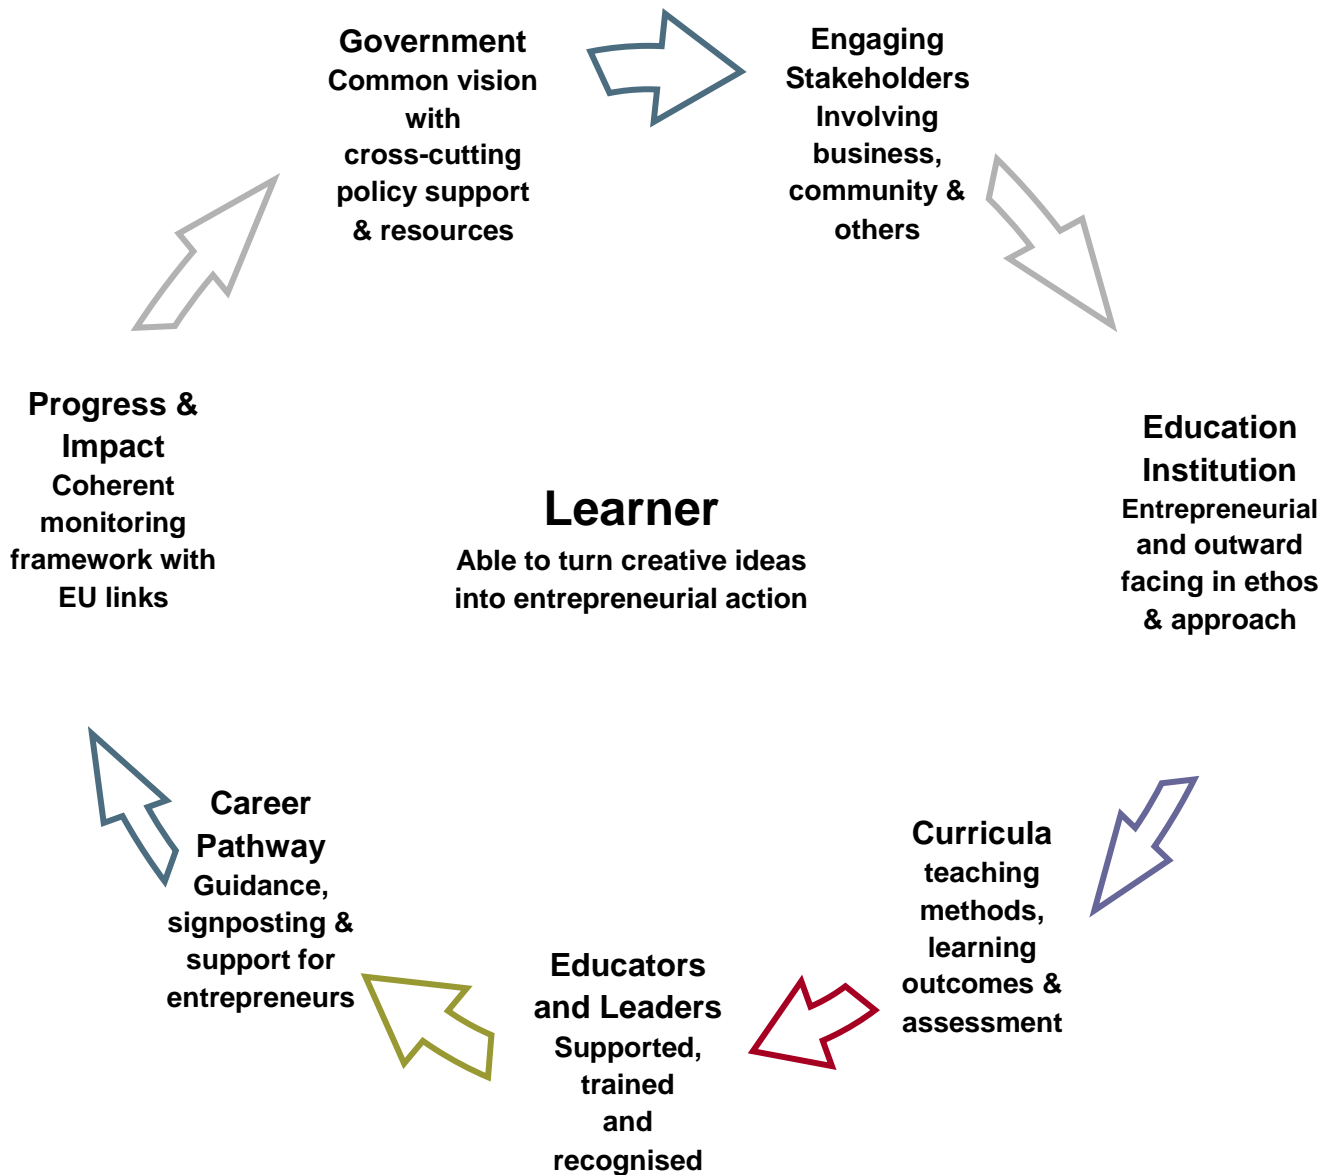 Government
Common vision
with
cross-cutting
policy support
& resources
Engaging
Stakeholders
Involving
business,
community &
others
Education
Institution
Entrepreneurial
and outward
facing in ethos
& approach
Curricula
teaching
methods,
learning
outcomes &
assessment
Educators
and Leaders
Supported,
trained
and
recognised
Career
Pathway
Guidance,
signposting &
support for
entrepreneurs
Progress &
Impact
Coherent
monitoring
framework with
EU links
Learner
Able to turn creative ideas
into entrepreneurial action